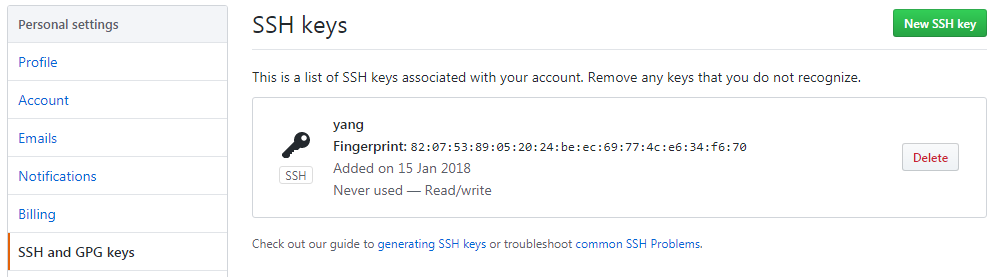 Personal settings
Profile
Account
Emails
Notifications
Billing
SSH and GPG keys
SSH keys
New SSH key
This is a list of SSH keys associated with your account. Remove any keys that you do not recognize.
SSH
yang
Fingerprint: 82:07:53:89:05:20:24:be:ec:69:77:4c:e6:34:f6:70
Added on 15 Jan 2018
Never used — Read/write
Delete
Check out our guide to generating SSH keys or troubleshoot common SSH Problems.